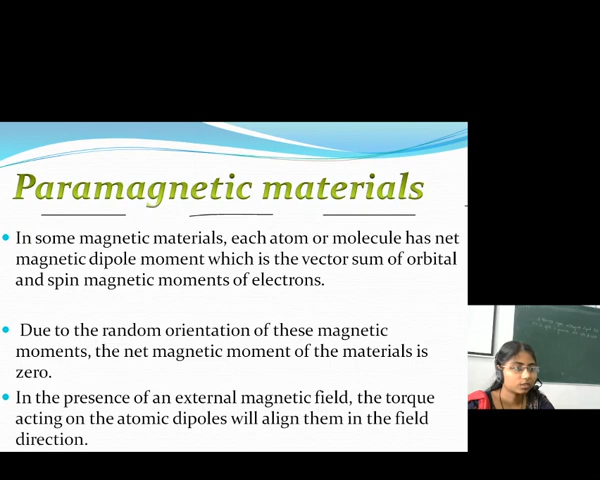 Paramagnetic materials
In some magnetic materials, each atom or molecule has net
magnetic dipole moment which is the vector sum of orbital
and spin magnetic moments of electrons.
Due to the random orientation of these magnetic
moments, the net magnetic moment of the materials is
zero.
In the presence of an external magnetic field, the torque
acting on the atomic dipoles will align them in the field
direction.